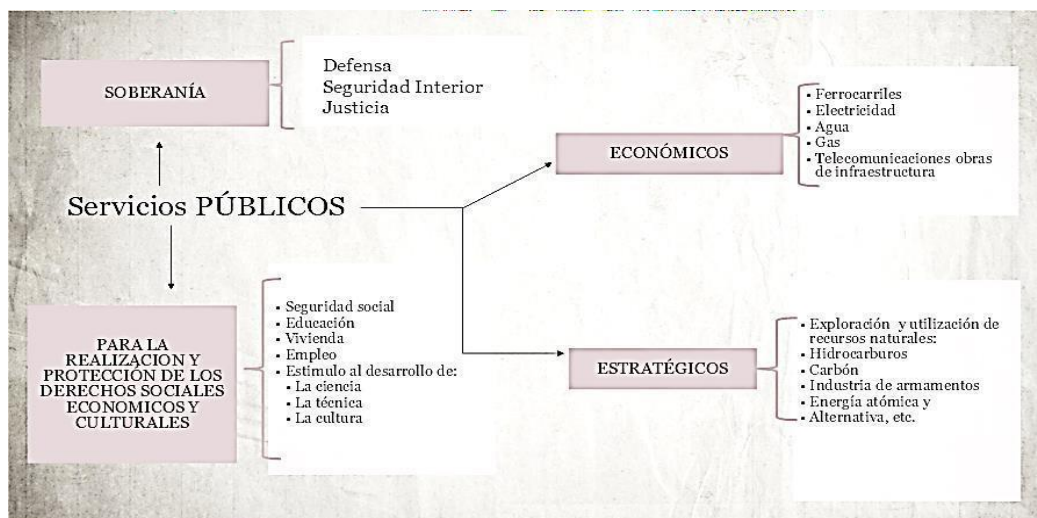 SOBERANÍA
Defensa
Seguridad Interior
Justicia
Servicios PÚBLICOS
ECONÓMICOS
▪ Ferrocarriles
▪ Electricidad
▪ Agua
▪ Gas
▪ Telecomunicaciones obras
de infraestructura
PARA LA
REALIZACION Y
PROTECCIÓN DE LOS
DERECHOS SOCIALES
ECONOMICOS Y
CULTURALES
▪ Seguridad social
▪ Educación
▪ Vivienda
▪ Empleo
▪ Estimulo al desarrollo de:
▪ La ciencia
▪ La técnica
▪ La cultura
ESTRATÉGICOS
▪ Exploración y utilización de
recursos naturales:
▪ Hidrocarburos
▪ Carbón
▪ Industria de armamentos
▪ Energía atómica y
▪ Alternativa, etc.